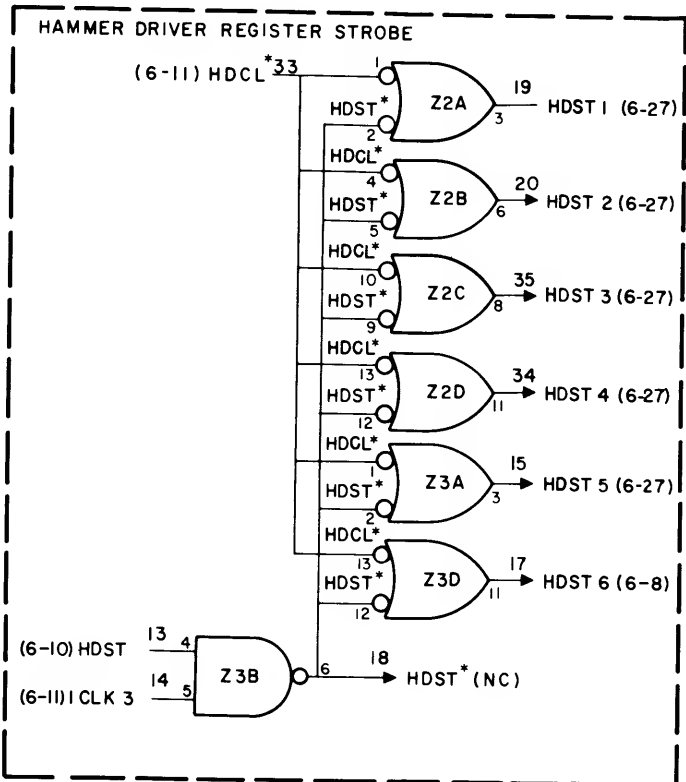 HAMMER DRIVER REGISTER STROBE
(6-11) HDCL* 33
1
HDST*
2
Z2A
3
19
HDST 1 (6-27)
HDCL*
4
HDST*
5
Z2B
6
20
HDST 2 (6-27)
HDCL*
10
HDST*
9
Z2C
8
35
HDST 3 (6-27)
HDCL*
13
HDST*
12
Z2D
11
34
HDST 4 (6-27)
HDCL*
1
HDST*
2
Z3A
3
15
HDST 5 (6-27)
HDCL*
13
HDST*
12
Z3D
11
17
HDST 6 (6-8)
(6-10) HDST
13
4
(6-11) I CLK 3
14
5
Z3B
6
18
HDST* (NC)